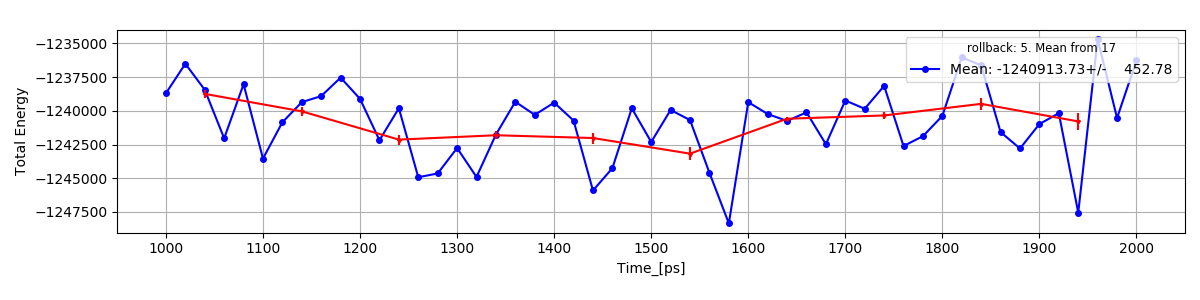 rollback: 5. Mean from 17
Mean: -1240913.73+/-    452.78
Total Energy
−1235000
−1237500
−1240000
−1242500
−1245000
−1247500
1000 1100 1200 1300 1400 1500 1600 1700 1800 1900 2000
Time_[ps]